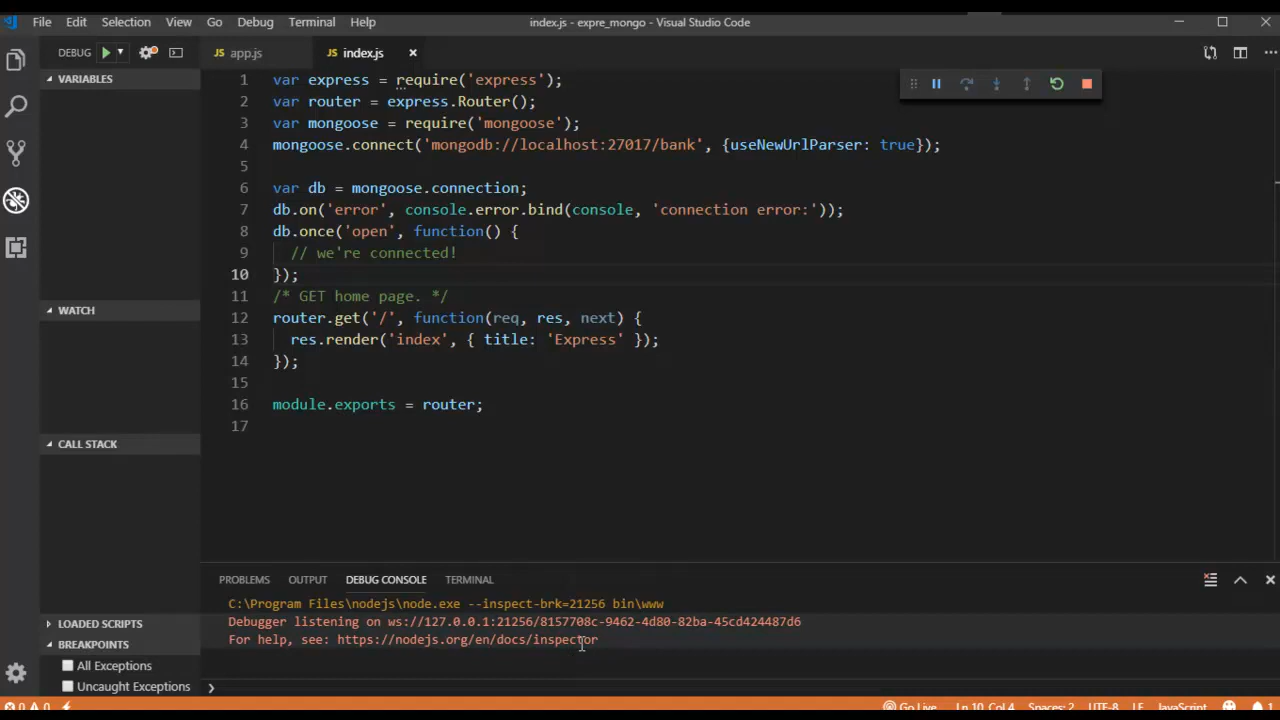 File Edit Selection View Go Debug Terminal Help index.js - expre_mongo - Visual Studio Code
DEBUG JS app.js JS index.js
VARIABLES
WATCH
CALL STACK
LOADED SCRIPTS
BREAKPOINTS
All Exceptions
Uncaught Exceptions
1 var express = require('express');
2 var router = express.Router();
3 var mongoose = require('mongoose');
4 mongoose.connect('mongodb://localhost:27017/bank', {useNewUrlParser: true});
5
6 var db = mongoose.connection;
7 db.on('error', console.error.bind(console, 'connection error:'));
8 db.once('open', function() {
9 // we're connected!
10 });
11 /* GET home page. */
12 router.get('/', function(req, res, next) {
13 res.render('index', { title: 'Express' });
14 });
15
16 module.exports = router;
17
PROBLEMS OUTPUT DEBUG CONSOLE TERMINAL
C:\Program Files\nodejs\node.exe --inspect-brk=21256 bin\www
Debugger listening on ws://127.0.0.1:21256/8157708c-9462-4d80-82ba-45cd424487d6
For help, see: https://nodejs.org/en/docs/inspector
0 0 Go Live Ln 10, Col 4 Spaces: 2 UTF-8 LF JavaScript 1